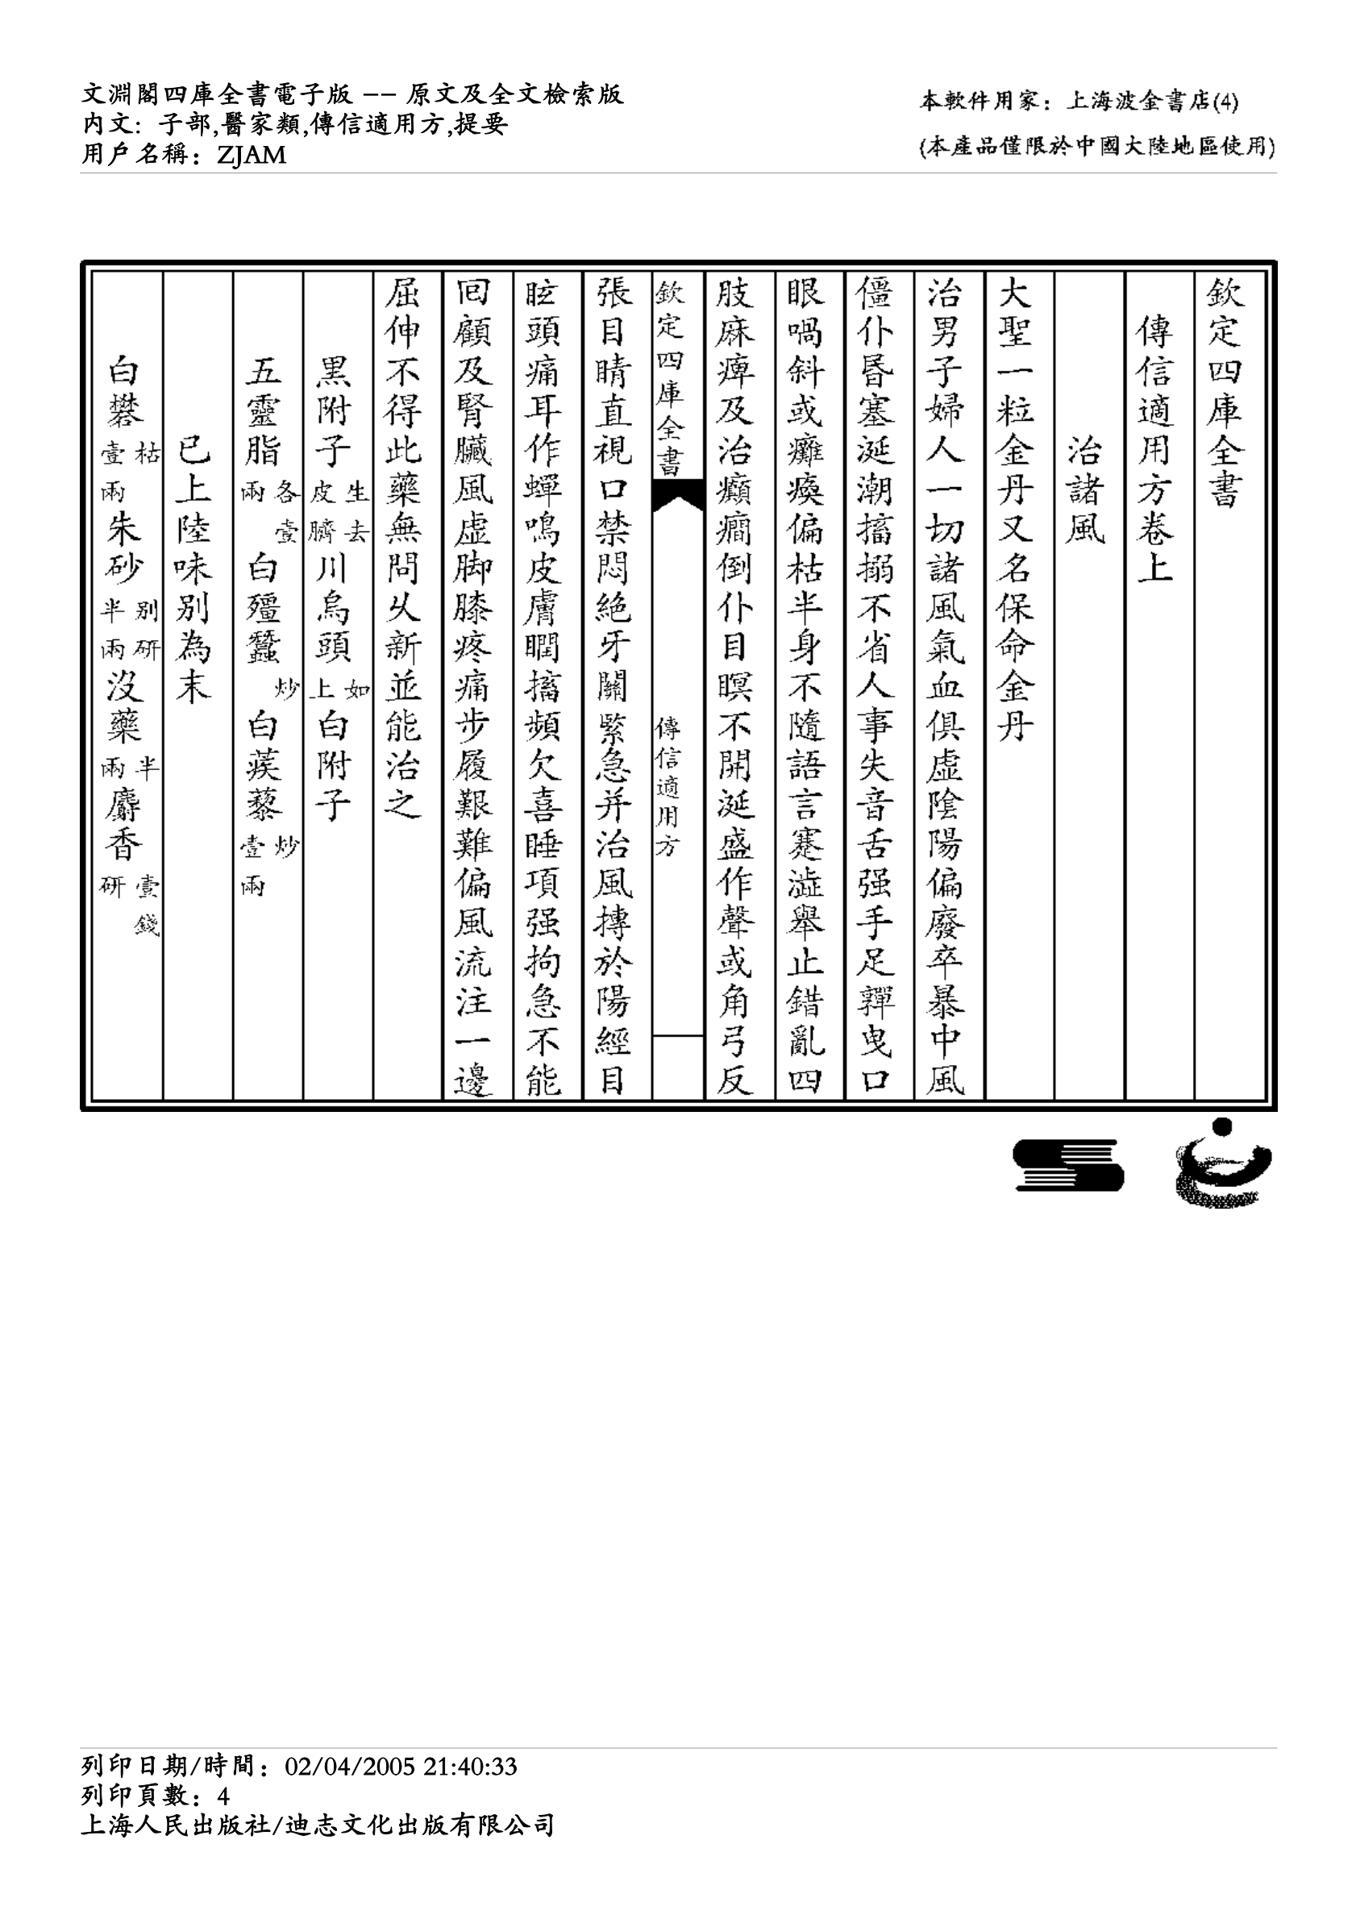 文淵閣四庫全書電子版 -- 原文及全文檢索版
内文: 子部,醫家類,傳信適用方,提要
用戶名稱: ZJAM
本軟件用家: 上海波金書店(4)
(本產品僅限於中國大陸地區使用)
欽定四庫全書
傳信適用方卷上
治諸風
大聖一粒金丹又名保命金丹
治男子婦人一切諸風氣血俱虛陰陽偏廢卒暴中風
僵仆昏塞涎潮搐搦不省人事失音舌强手足嚲曳口
眼喎斜或癱瘓偏枯半身不隨語言蹇澁舉止錯亂四
肢麻痺及治癲癎倒仆目瞑不開涎盛作聲或角弓反
欽定四庫全書
傳信適用方
張目睛直視口禁悶絶牙關緊急并治風搏於陽經目
眩頭痛耳作蟬鳴皮膚瞤搐頻欠喜睡項强拘急不能
囘顧及腎臟風虛脚膝疼痛步履艱難偏風流注一邊
屈伸不得此藥無問乆新並能治之
黒附子生去皮臍川烏頭如上白附子
五靈脂各壹兩白殭蠶炒白蒺藜炒壹兩
已上陸味别為末
白礬枯壹兩朱砂别研半兩沒藥半兩麝香壹錢研
列印日期/時間: 02/04/2005 21:40:33
列印頁數: 4
上海人民出版社/迪志文化出版有限公司